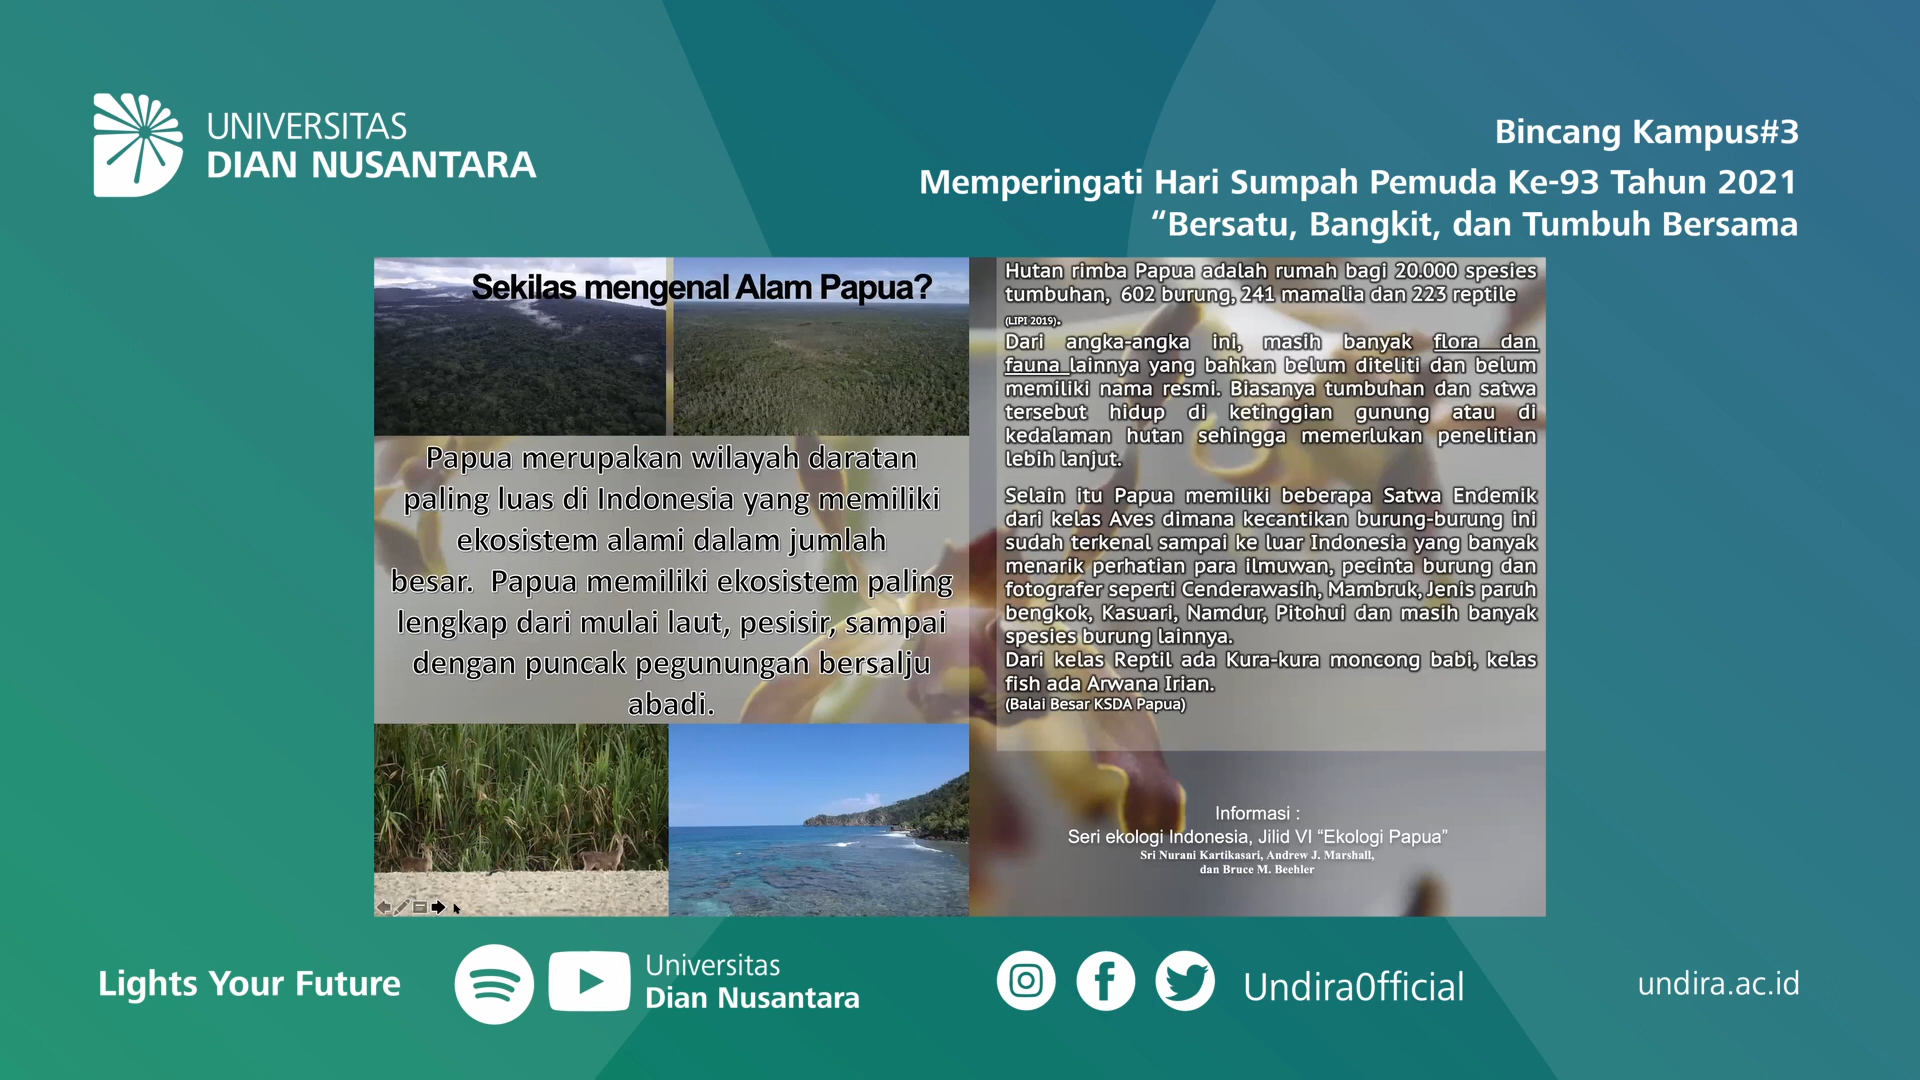 UNIVERSITAS
DIAN NUSANTARA
Bincang Kampus#3
Memperingati Hari Sumpah Pemuda Ke-93 Tahun 2021
“Bersatu, Bangkit, dan Tumbuh Bersama
Sekilas mengenal Alam Papua?
Papua merupakan wilayah daratan
paling luas di Indonesia yang memiliki
ekosistem alami dalam jumlah
besar. Papua memiliki ekosistem paling
lengkap dari mulai laut, pesisir, sampai
dengan puncak pegunungan bersalju
abadi.
Hutan rimba Papua adalah rumah bagi 20.000 spesies
tumbuhan, 602 burung, 241 mamalia dan 223 reptile
(LIPI 2019).
Dari angka-angka ini, masih banyak flora dan
fauna lainnya yang bahkan belum diteliti dan belum
memiliki nama resmi. Biasanya tumbuhan dan satwa
tersebut hidup di ketinggian gunung atau di
kedalaman hutan sehingga memerlukan penelitian
lebih lanjut.
Selain itu Papua memiliki beberapa Satwa Endemik
dari kelas Aves dimana kecantikan burung-burung ini
sudah terkenal sampai ke luar Indonesia yang banyak
menarik perhatian para ilmuwan, pecinta burung dan
fotografer seperti Cenderawasih, Mambruk, Jenis paruh
bengkok, Kasuari, Namdur, Pitohui dan masih banyak
spesies burung lainnya.
Dari kelas Reptil ada Kura-kura moncong babi, kelas
fish ada Arwana Irian.
(Balai Besar KSDA Papua)
Informasi :
Seri ekologi Indonesia, Jilid VI “Ekologi Papua”
Sri Nurani Kartikasari, Andrew J. Marshall,
dan Bruce M. Beehler
Lights Your Future
Universitas
Dian Nusantara
Undira0fficial
undira.ac.id